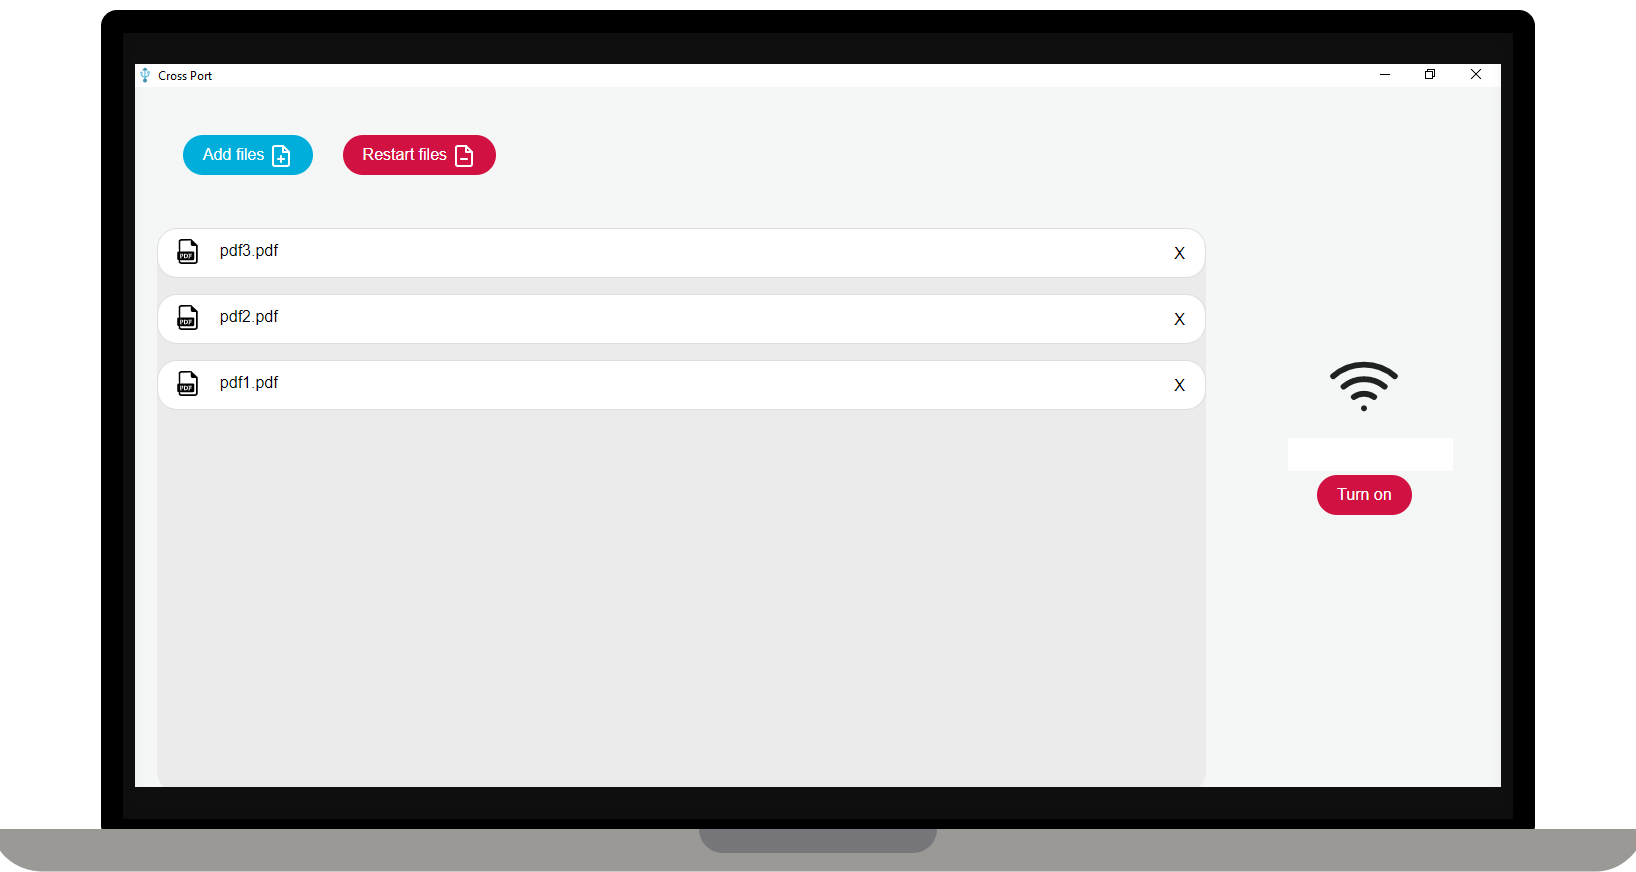 Cross Port
Add files
Restart files
PDF pdf3.pdf X
PDF pdf2.pdf X
PDF pdf1.pdf X
Turn on